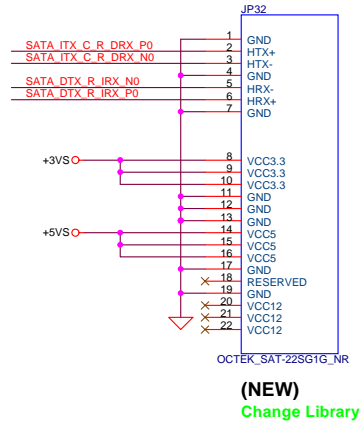 JP32
1 GND
SATA_ITX_C_R_DRX_P0 2 HTX+
SATA_ITX_C_R_DRX_N0 3 HTX-
4 GND
SATA_DTX_R_IRX_N0 5 HRX-
SATA_DTX_R_IRX_P0 6 HRX+
7 GND
+3VS 8 VCC3.3
9 VCC3.3
10 VCC3.3
11 GND
12 GND
13 GND
+5VS 14 VCC5
15 VCC5
16 VCC5
17 GND
18 RESERVED
19 GND
20 VCC12
21 VCC12
22 VCC12
OCTEK_SAT-22SG1G_NR
(NEW)
Change Library